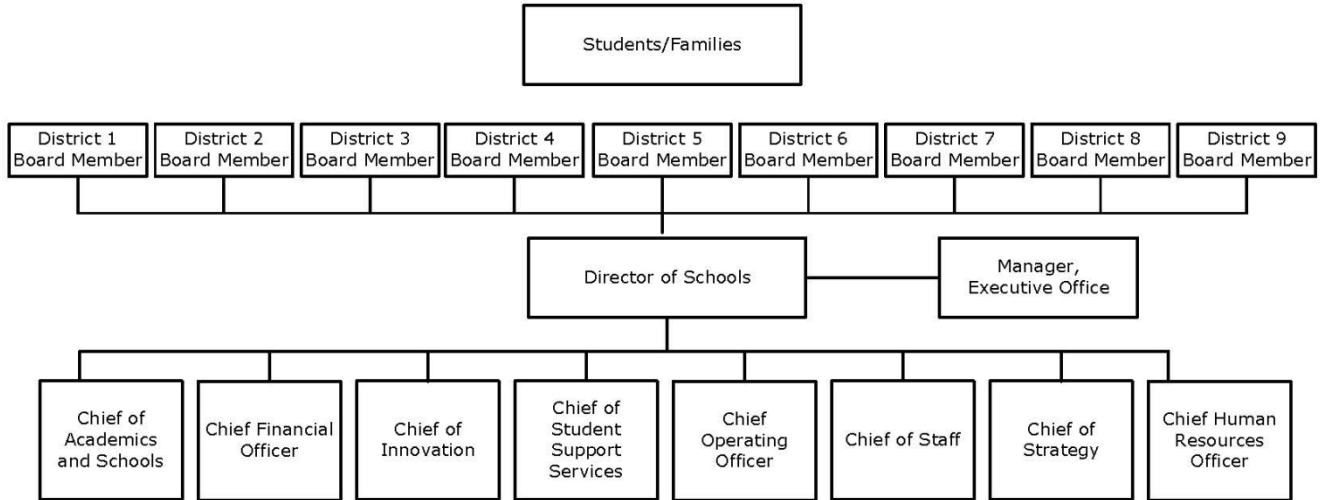 Students/Families
District 1
Board Member
District 2
Board Member
District 3
Board Member
District 4
Board Member
District 5
Board Member
District 6
Board Member
District 7
Board Member
District 8
Board Member
District 9
Board Member
Director of Schools
Manager,
Executive Office
Chief of
Academics
and Schools
Chief Financial
Officer
Chief of
Innovation
Chief of
Student
Support
Services
Chief
Operating
Officer
Chief of Staff
Chief of
Strategy
Chief Human
Resources
Officer